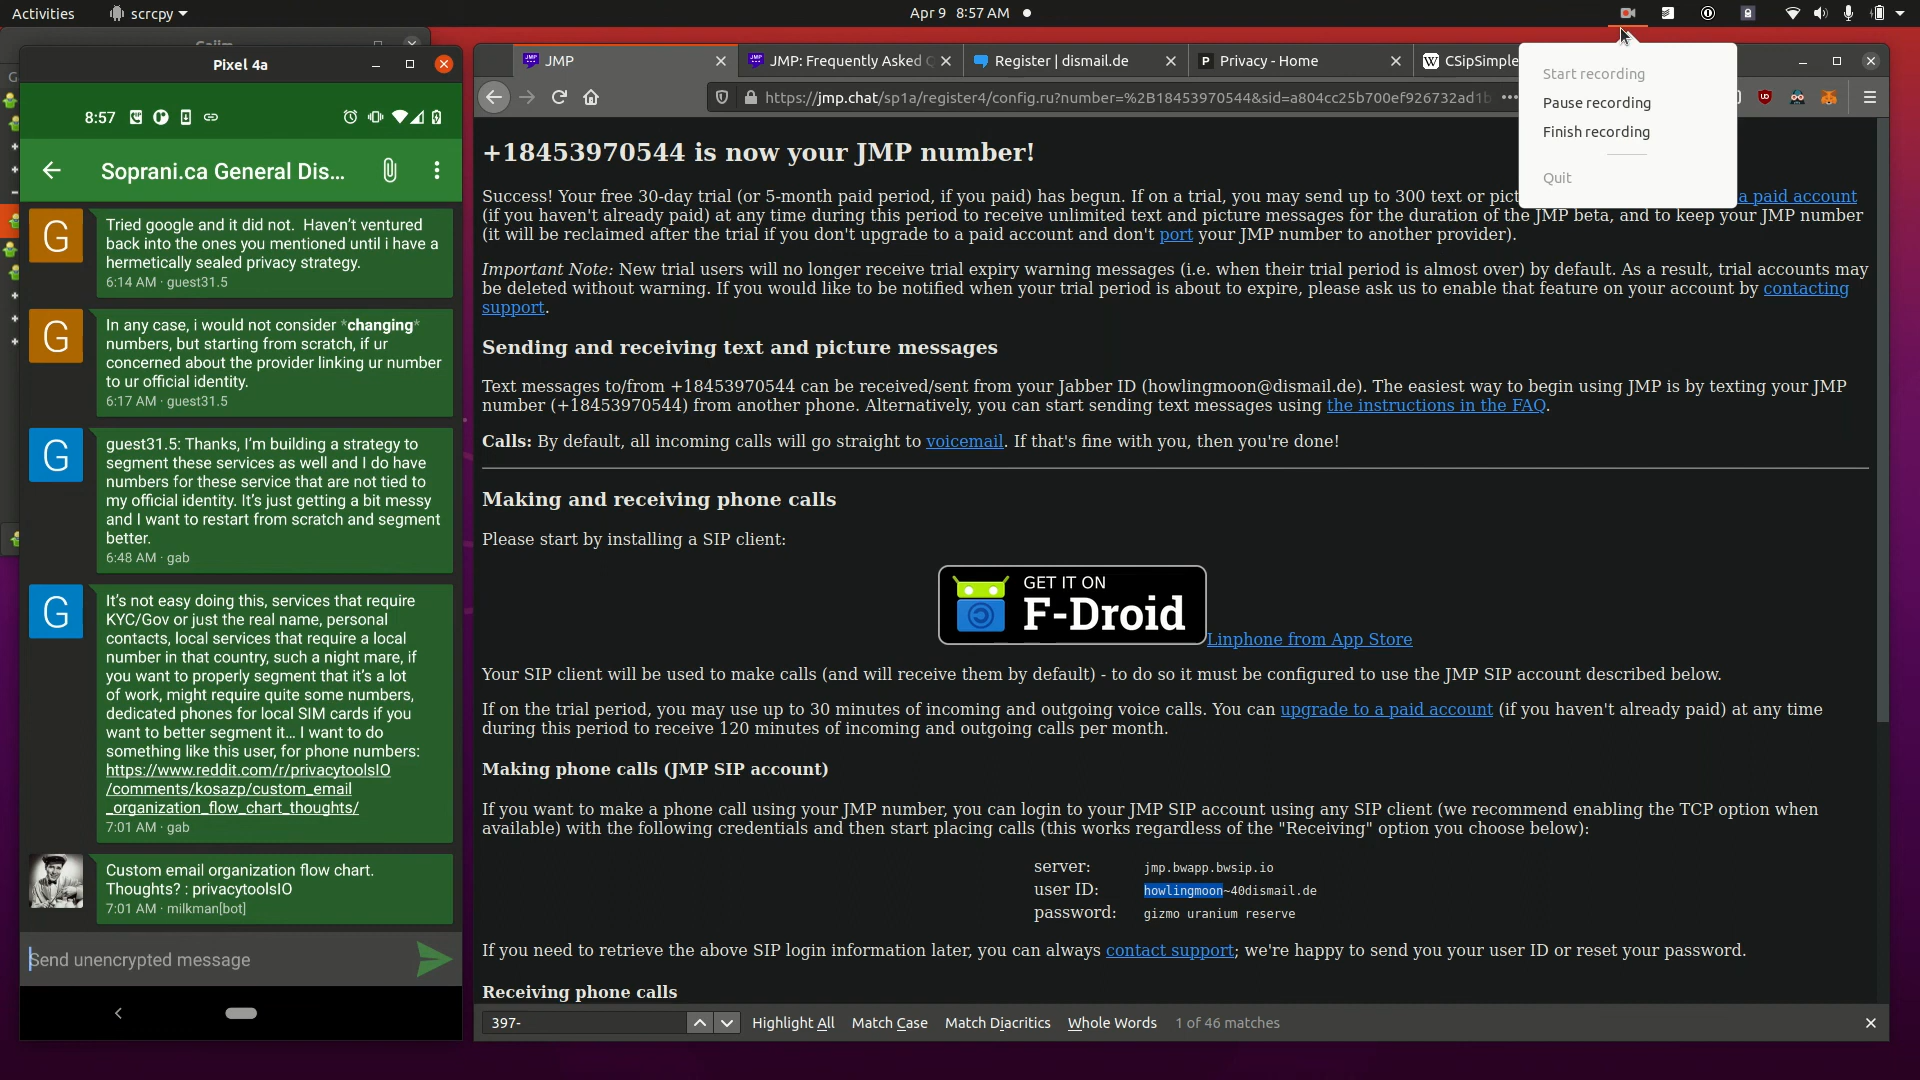 Activities
scrcpy
Apr 9 8:57 AM
Pixel 4a
8:57
Soprani.ca General Dis...
Tried google and it did not. Haven't ventured
back into the ones you mentioned until i have a
hermetically sealed privacy strategy.
6:14 AM · guest31.5
In any case, i would not consider *changing*
numbers, but starting from scratch, if ur
concerned about the provider linking ur number
to ur official identity.
6:17 AM · guest31.5
guest31.5: Thanks, I'm building a strategy to
segment these services as well and I do have
numbers for these service that are not tied to
my official identity. It's just getting a bit messy
and I want to restart from scratch and segment
better.
6:48 AM · gab
It's not easy doing this, services that require
KYC/Gov or just the real name, personal
contacts, local services that require a local
number in that country, such a night mare, if
you want to properly segment that it's a lot
of work, might require quite some numbers,
dedicated phones for local SIM cards if you
want to better segment it... I want to do
something like this user, for phone numbers:
https://www.reddit.com/r/privacytoolsIO
/comments/kosazp/custom_email
_organization_flow_chart_thoughts/
7:01 AM · gab
Custom email organization flow chart.
Thoughts? : privacytoolsIO
7:01 AM · milkman[bot]
Send unencrypted message
JMP
JMP: Frequently Asked Q
Register | dismail.de
Privacy - Home
CSipSimple
https://jmp.chat/sp1a/register4/config.ru?number=%2B18453970544&sid=a804cc25b700ef926732ad1b
Start recording
Pause recording
Finish recording
Quit
+18453970544 is now your JMP number!
Success! Your free 30-day trial (or 5-month paid period, if you paid) has begun. If on a trial, you may send up to 300 text or pict a paid account
(if you haven't already paid) at any time during this period to receive unlimited text and picture messages for the duration of the JMP beta, and to keep your JMP number
(it will be reclaimed after the trial if you don't upgrade to a paid account and don't port your JMP number to another provider).
Important Note: New trial users will no longer receive trial expiry warning messages (i.e. when their trial period is almost over) by default. As a result, trial accounts may
be deleted without warning. If you would like to be notified when your trial period is about to expire, please ask us to enable that feature on your account by contacting
support.
Sending and receiving text and picture messages
Text messages to/from +18453970544 can be received/sent from your Jabber ID (howlingmoon@dismail.de). The easiest way to begin using JMP is by texting your JMP
number (+18453970544) from another phone. Alternatively, you can start sending text messages using the instructions in the FAQ.
Calls: By default, all incoming calls will go straight to voicemail. If that's fine with you, then you're done!
Making and receiving phone calls
Please start by installing a SIP client:
GET IT ON
F-Droid
Linphone from App Store
Your SIP client will be used to make calls (and will receive them by default) - to do so it must be configured to use the JMP SIP account described below.
If on the trial period, you may use up to 30 minutes of incoming and outgoing voice calls. You can upgrade to a paid account (if you haven't already paid) at any time
during this period to receive 120 minutes of incoming and outgoing calls per month.
Making phone calls (JMP SIP account)
If you want to make a phone call using your JMP number, you can login to your JMP SIP account using any SIP client (we recommend enabling the TCP option when
available) with the following credentials and then start placing calls (this works regardless of the "Receiving" option you choose below):
server: jmp.bwapp.bwsip.io
user ID: howlingmoon~40dismail.de
password: gizmo uranium reserve
If you need to retrieve the above SIP login information later, you can always contact support; we're happy to send you your user ID or reset your password.
Receiving phone calls
397-
Highlight All Match Case Match Diacritics Whole Words 1 of 46 matches